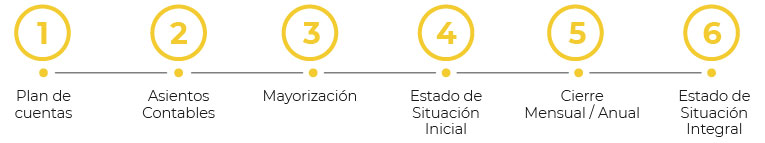 1
2
3
4
5
6
Plan de
cuentas
Asientos
Contables
Mayorización
Estado de
Situación
Inicial
Cierre
Mensual / Anual
Estado de
Situación
Integral